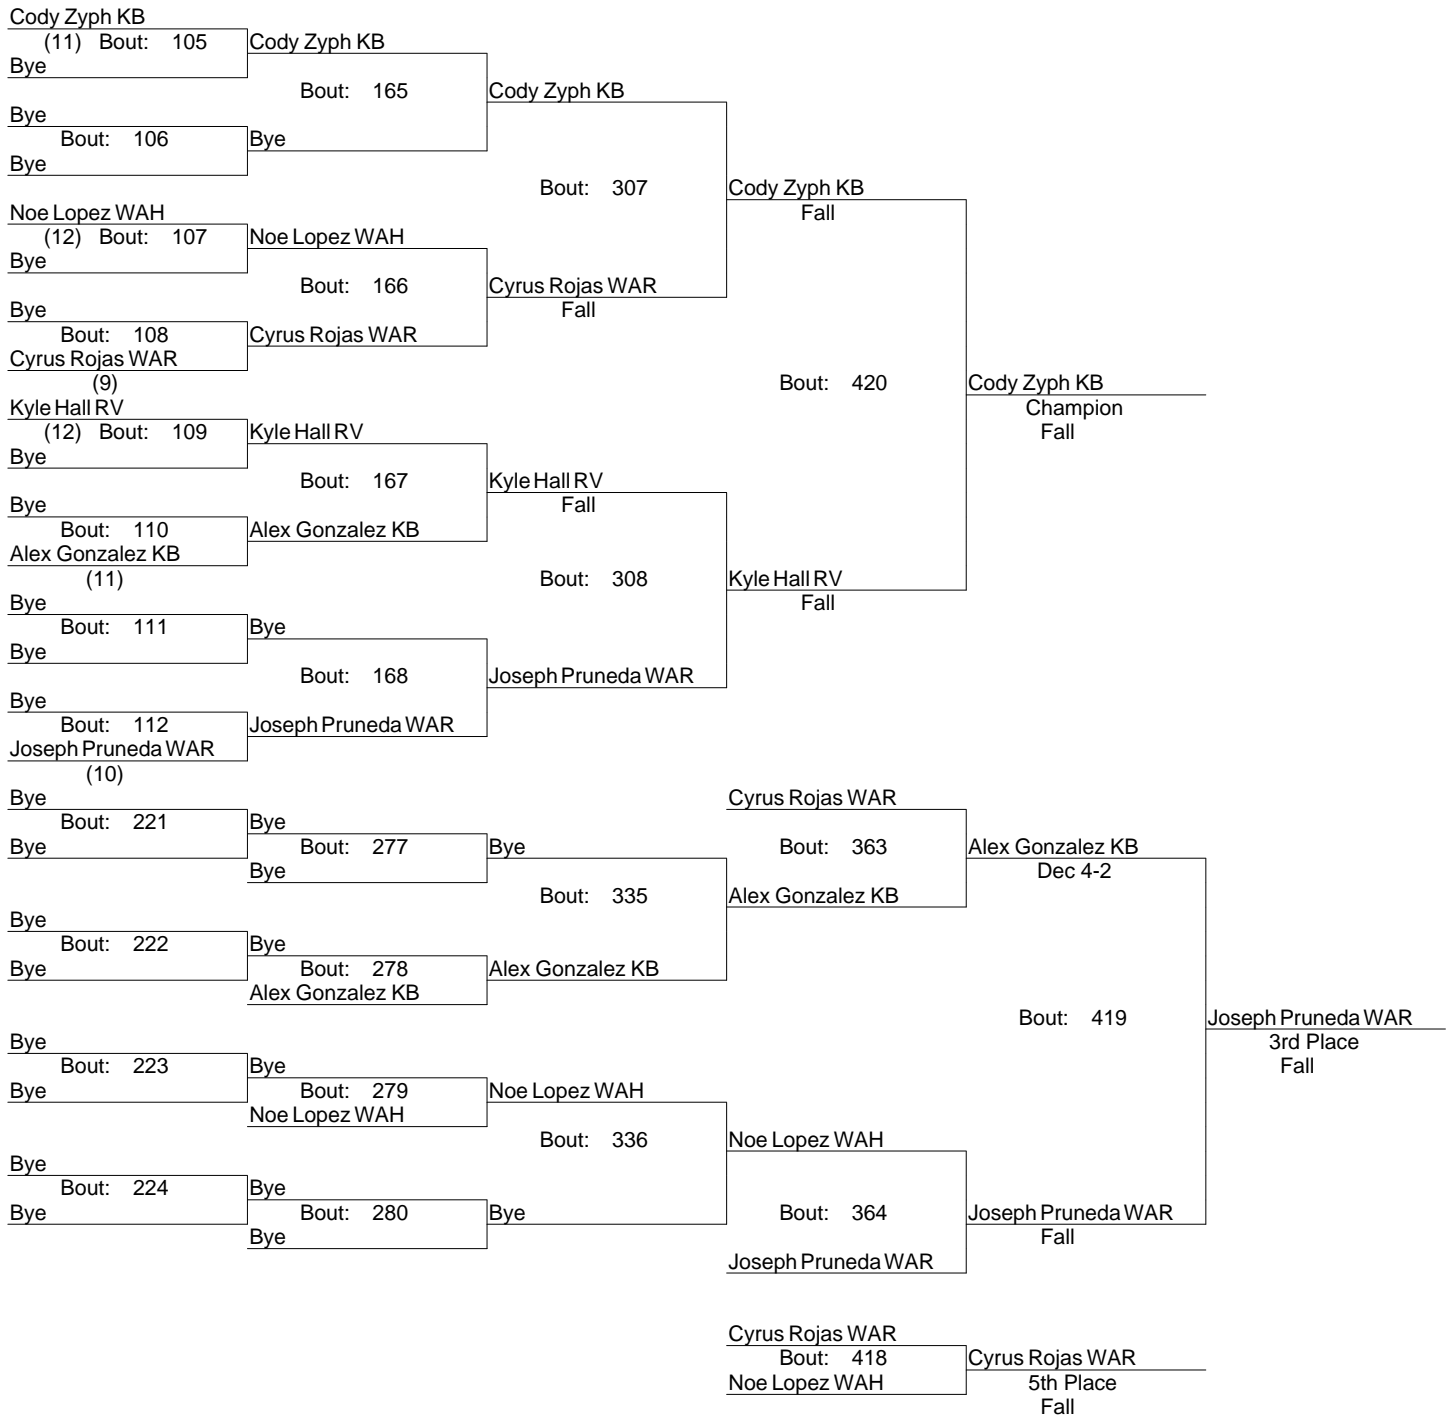 Cody Zyph KB
(11) Bout: 105 Cody Zyph KB
Bye
Bout: 165 Cody Zyph KB
Bye
Bout: 106 Bye
Bye
Bout: 307 Cody Zyph KB
Fall
Noe Lopez WAH
(12) Bout: 107 Noe Lopez WAH
Bye
Bout: 166 Cyrus Rojas WAR
Fall
Bye
Bout: 108 Cyrus Rojas WAR
Cyrus Rojas WAR
(9)
Bout: 420 Cody Zyph KB
Champion
Fall
Kyle Hall RV
(12) Bout: 109 Kyle Hall RV
Bye
Bout: 167 Kyle Hall RV
Fall
Bye
Bout: 110 Alex Gonzalez KB
Alex Gonzalez KB
(11)
Bout: 308 Kyle Hall RV
Fall
Bye
Bout: 111 Bye
Bye
Bout: 168 Joseph Pruneda WAR
Bye
Bout: 112 Joseph Pruneda WAR
Joseph Pruneda WAR
(10)
Bye Cyrus Rojas WAR
Bout: 221 Bye
Bye
Bout: 277 Bye
Bye
Bout: 363 Alex Gonzalez KB
Dec 4-2
Bout: 335 Alex Gonzalez KB
Bye
Bout: 222 Bye
Bye
Bout: 278 Alex Gonzalez KB
Alex Gonzalez KB
Bout: 419 Joseph Pruneda WAR
3rd Place
Fall
Bye
Bout: 223 Bye
Bye
Bout: 279 Noe Lopez WAH
Noe Lopez WAH
Bout: 336 Noe Lopez WAH
Bye
Bout: 224 Bye
Bye
Bout: 280 Bye
Bye
Bout: 364 Joseph Pruneda WAR
Fall
Joseph Pruneda WAR
Cyrus Rojas WAR
Bout: 418 Cyrus Rojas WAR
Noe Lopez WAH 5th Place
Fall